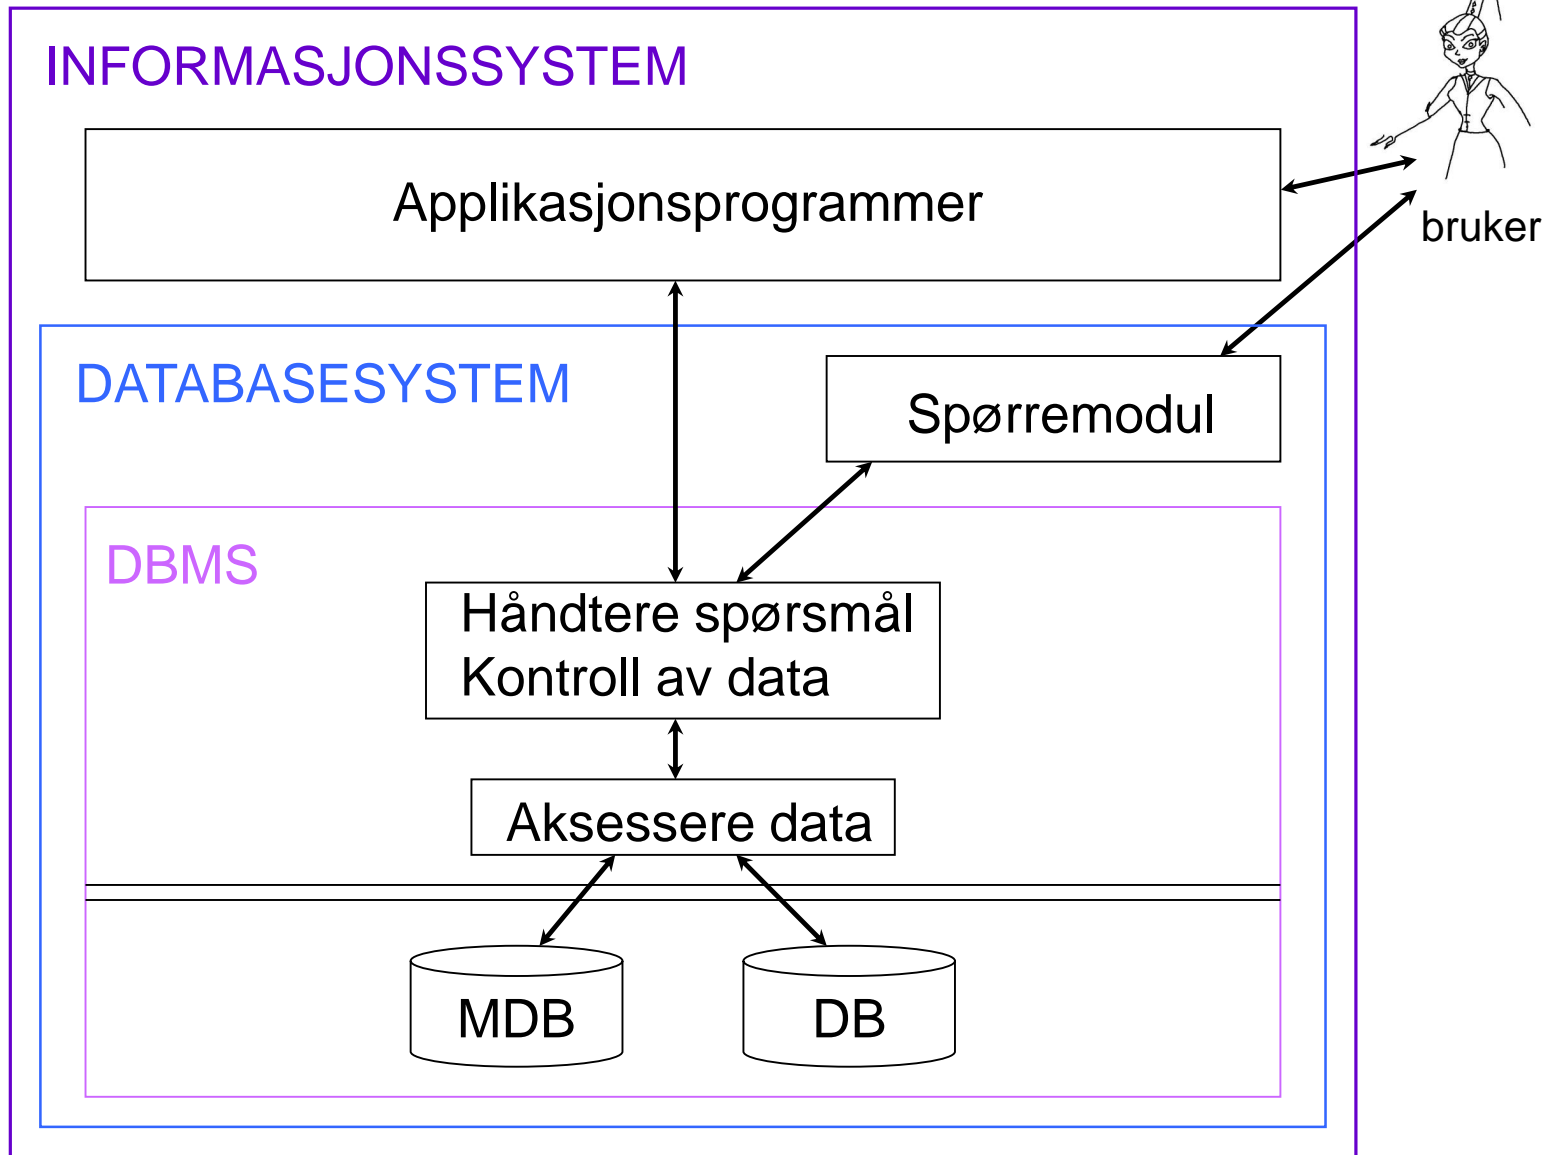 INFORMASJONSSYSTEM
Applikasjonsprogrammer
bruker
DATABASESYSTEM
Spørremodul
DBMS
Håndtere spørsmål
Kontroll av data
Aksessere data
MDB
DB